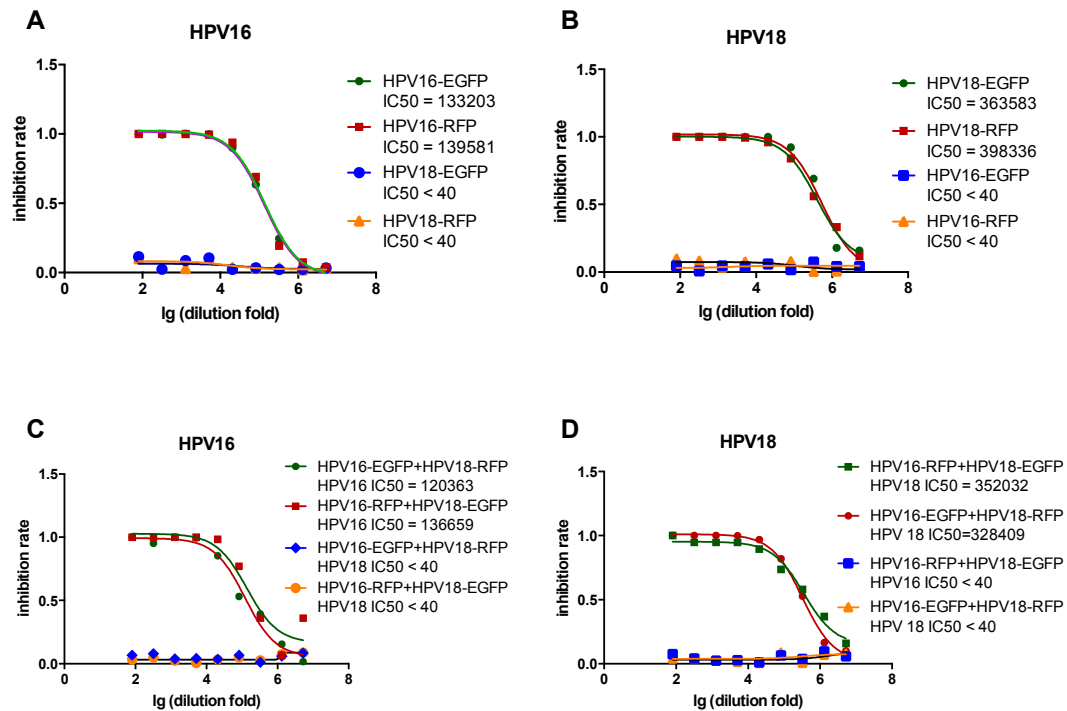 A
HPV16
1.5
1.0
0.5
0.0
0
2
4
6
8
inhibition rate
lg (dilution fold)
HPV16-EGFP
IC50 = 133203
HPV16-RFP
IC50 = 139581
HPV18-EGFP
IC50 < 40
HPV18-RFP
IC50 < 40
B
HPV18
1.5
1.0
0.5
0.0
0
2
4
6
8
inhibition rate
lg (dilution fold)
HPV18-EGFP
IC50 = 363583
HPV18-RFP
IC50 = 398336
HPV16-EGFP
IC50 < 40
HPV16-RFP
IC50 < 40
C
HPV16
1.5
1.0
0.5
0.0
0
2
4
6
8
inhibition rate
lg (dilution fold)
HPV16-EGFP+HPV18-RFP
HPV16 IC50 = 120363
HPV16-RFP+HPV18-EGFP
HPV16 IC50 = 136659
HPV16-EGFP+HPV18-RFP
HPV18 IC50 < 40
HPV16-RFP+HPV18-EGFP
HPV18 IC50 < 40
D
HPV18
1.5
1.0
0.5
0.0
0
2
4
6
8
inhibition rate
lg (dilution fold)
HPV16-RFP+HPV18-EGFP
HPV18 IC50 = 352032
HPV16-EGFP+HPV18-RFP
HPV 18 IC50=328409
HPV16-RFP+HPV18-EGFP
HPV16 IC50 < 40
HPV16-EGFP+HPV18-RFP
HPV 18 IC50 < 40